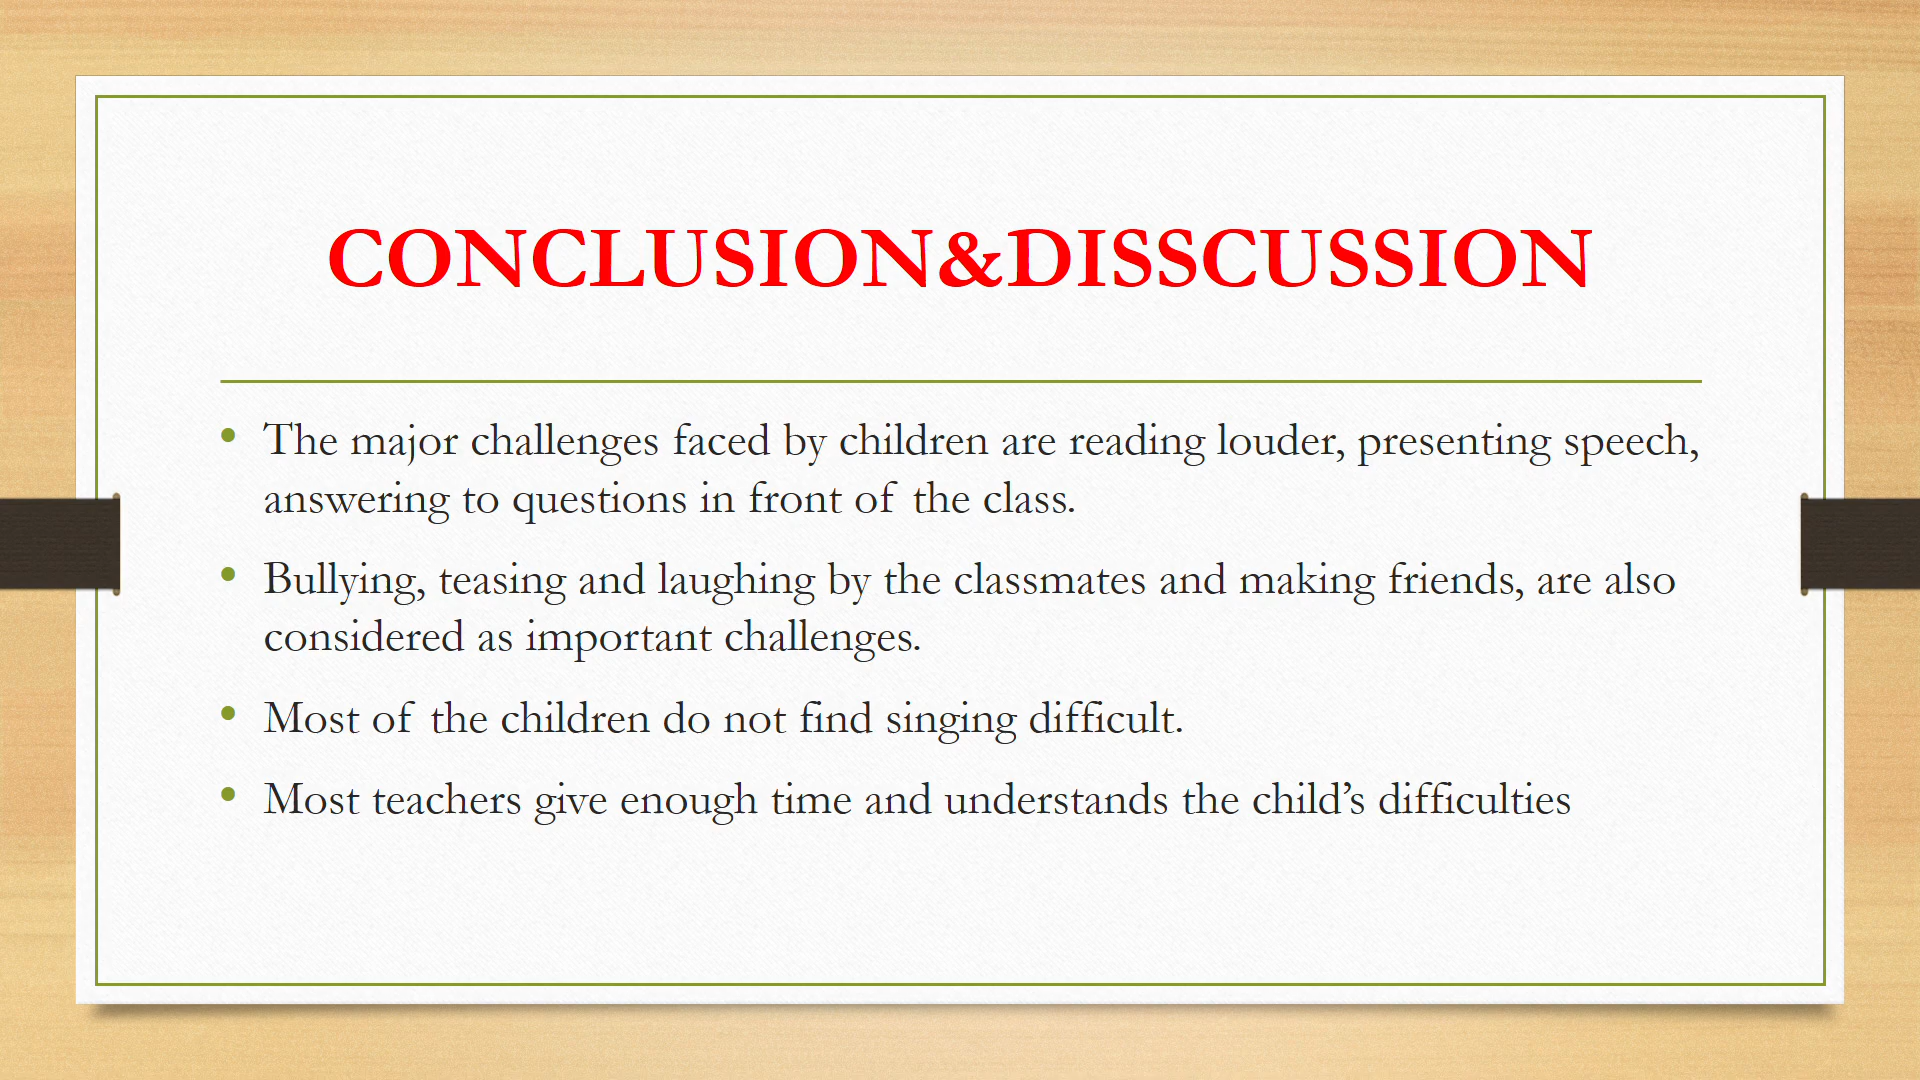 CONCLUSION&DISSCUSSION
• The major challenges faced by children are reading louder, presenting speech,
answering to questions in front of the class.
• Bullying, teasing and laughing by the classmates and making friends, are also
considered as important challenges.
• Most of the children do not find singing difficult.
• Most teachers give enough time and understands the child’s difficulties